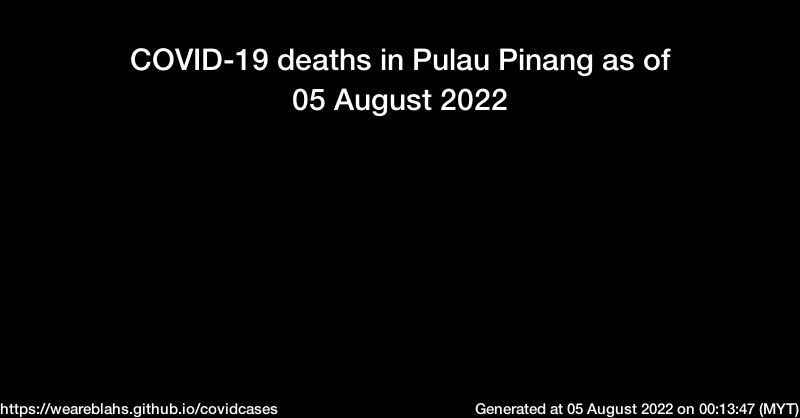 COVID-19 deaths in Pulau Pinang as of
05 August 2022
https://weareblahs.github.io/covidcases
Generated at 05 August 2022 on 00:13:47 (MYT)